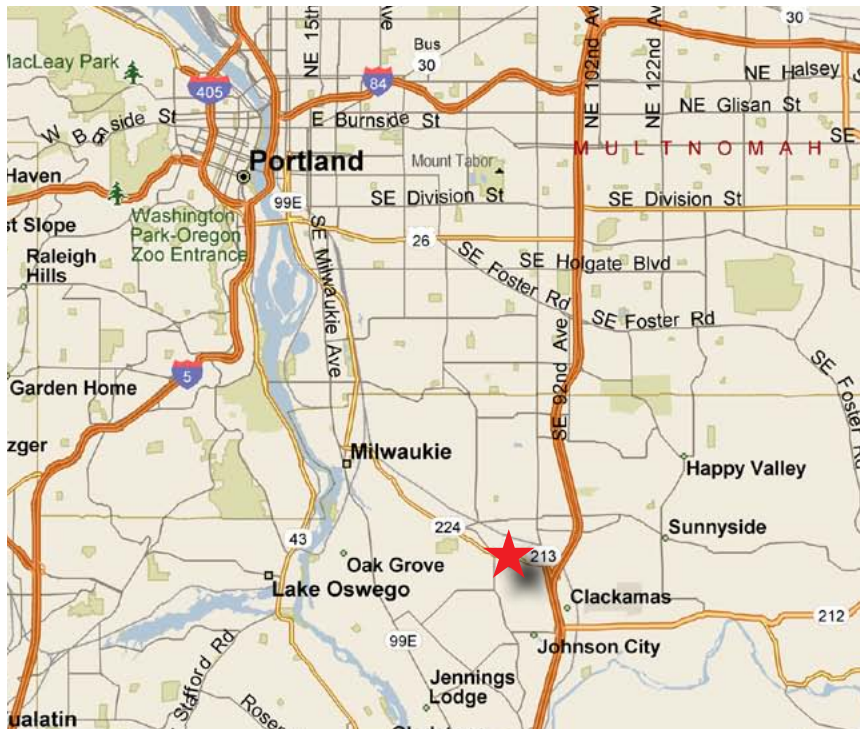 MacLeay Park
405
NE 15th
Ave
Bus
30
84
NE 102nd Ave
NE 122nd Ave
30
NE Halsey
NE Glisan St
E Burnside St
SE
MULTNOMAH
Portland
Mount Tabor
Haven
SE Division St
SE Division St
99E
Washington
Park-Oregon
Zoo Entrance
st Slope
Raleigh
Hills
26
SE Milwaukie Ave
SE Holgate Blvd
SE Foster Rd
SE Foster Rd
SE Foster Rd
SE 92nd Ave
5
Garden Home
zger
Milwaukie
Happy Valley
224
Sunnyside
43
213
Oak Grove
Lake Oswego
Clackamas
212
99E
Johnson City
Stafford Rd
Jennings
Lodge
Roser
ualatin